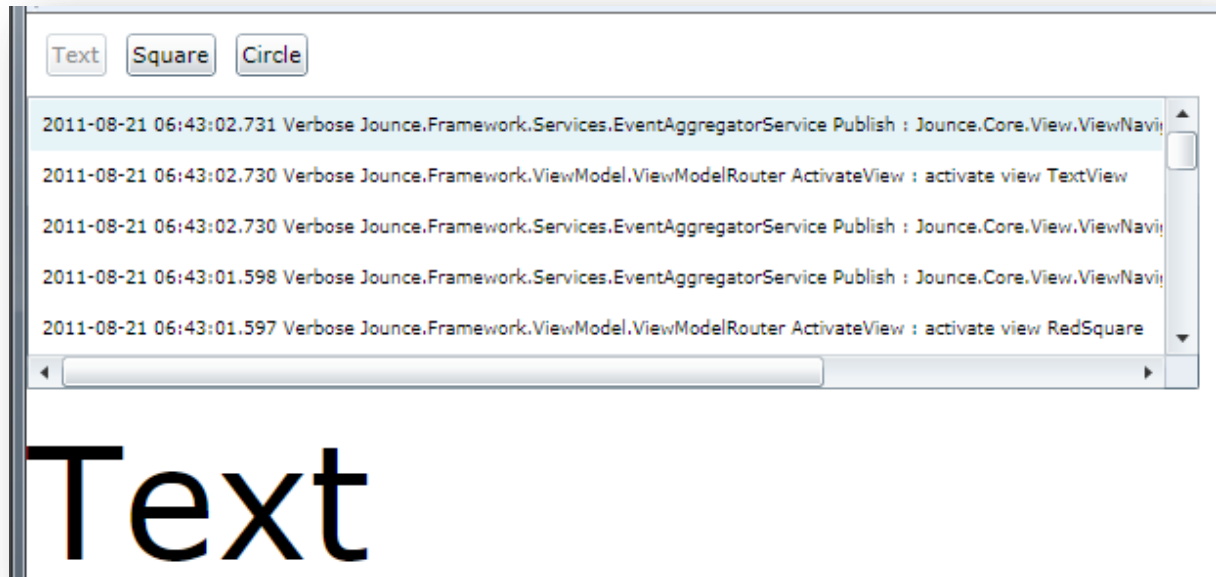 Text Square Circle
2011-08-21 06:43:02.731 Verbose Jounce.Framework.Services.EventAggregatorService Publish : Jounce.Core.View.ViewNavi
2011-08-21 06:43:02.730 Verbose Jounce.Framework.ViewModel.ViewModelRouter ActivateView : activate view TextView
2011-08-21 06:43:02.730 Verbose Jounce.Framework.Services.EventAggregatorService Publish : Jounce.Core.View.ViewNavi
2011-08-21 06:43:01.598 Verbose Jounce.Framework.Services.EventAggregatorService Publish : Jounce.Core.View.ViewNavi
2011-08-21 06:43:01.597 Verbose Jounce.Framework.ViewModel.ViewModelRouter ActivateView : activate view RedSquare
Text